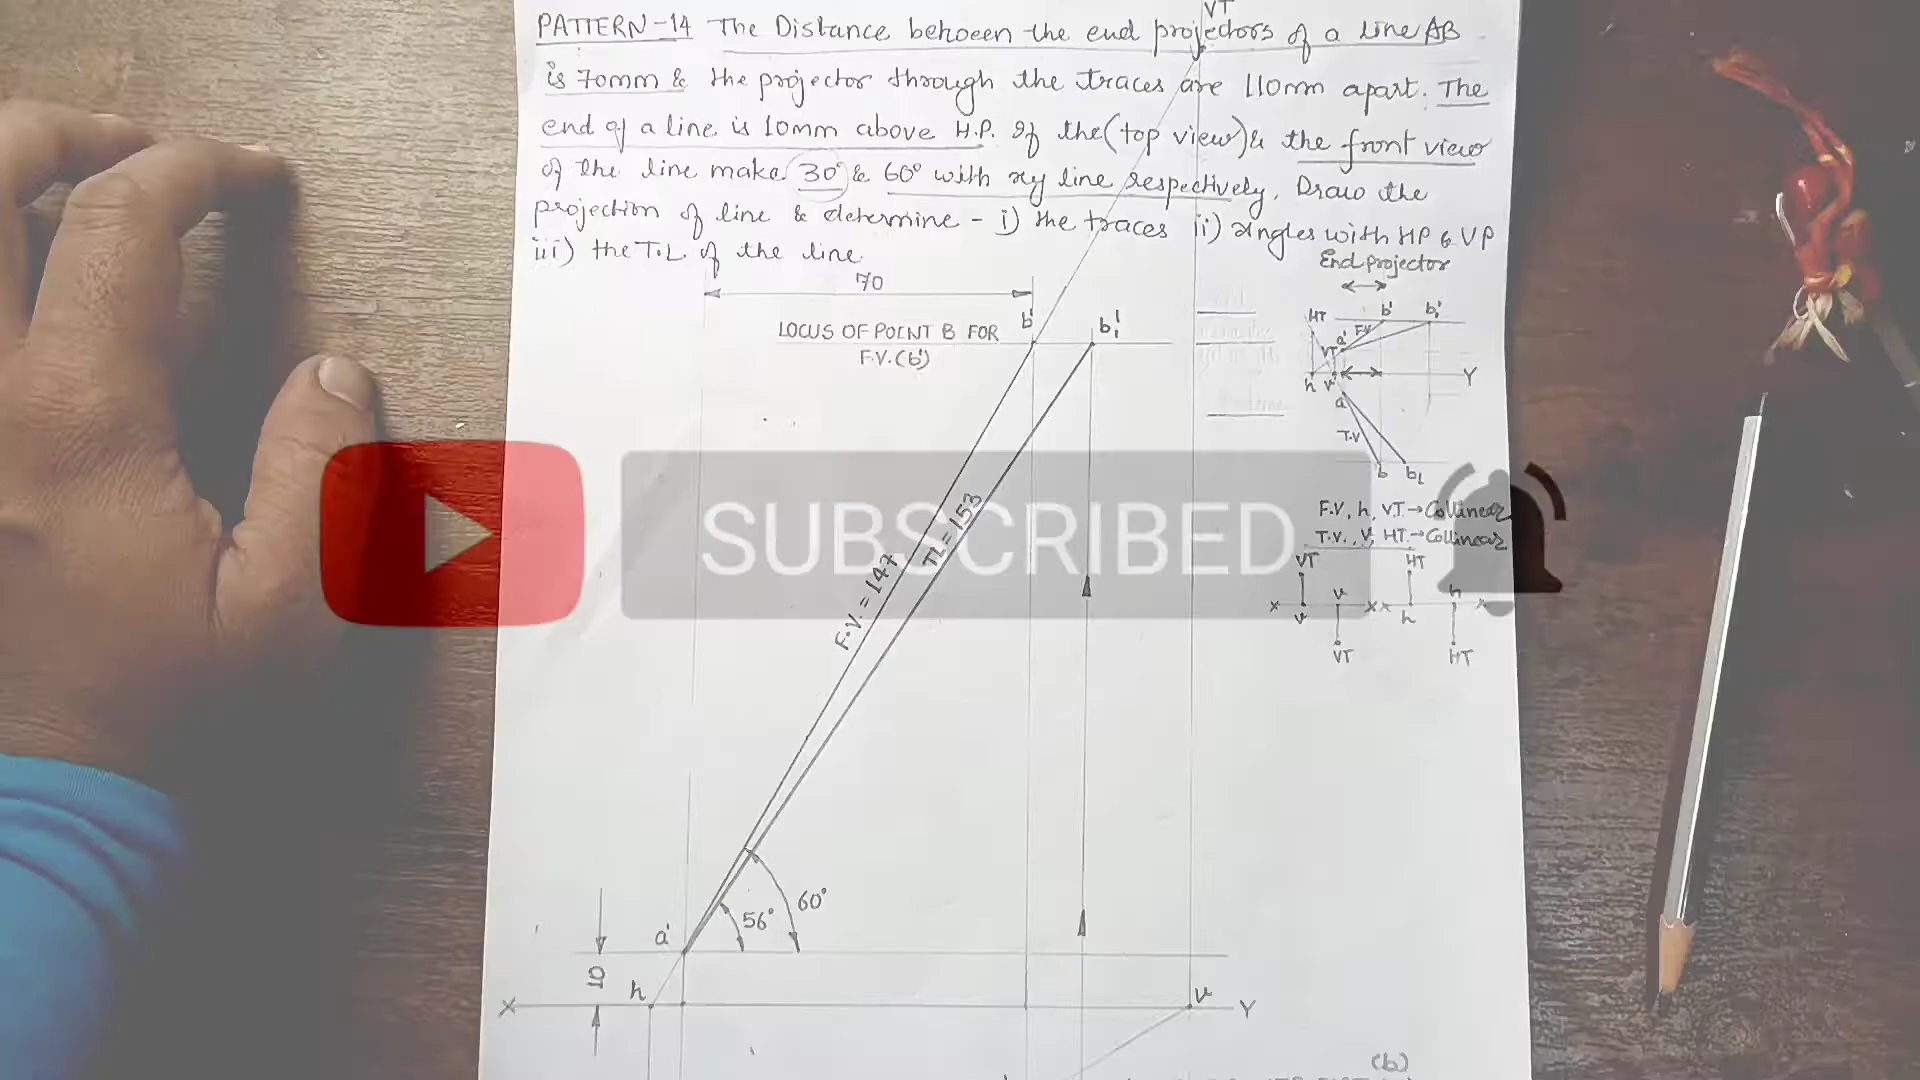 VT
PATTERN-14 The Distance between the end projectors of a line AB
is 70mm & the projector through the traces are 110mm apart. The
end of a line is 10mm above H.P. If the (top view) & the front view
of the line make 30° & 60° with xy line respectively. Draw the
projection of line & determine - i) the traces ii) Angles with HP & VP
iii) the T.L of the line
End projector
70
LOCUS OF POINT B FOR
F.V.(b')
b'
b₁'
HT
b'
b₁'
F.V
a'
VT
h
v
Y
a
T.V
b
b₁
SUBSCRIBED
F.V, h, VT→Collinear
T.V., V, HT→Collinear
VT
HT
v
h
X
X
X
X
v
h
VT
HT
F.V. = 147
TL = 153
60°
56°
a'
10
h
X
v
Y
(b)